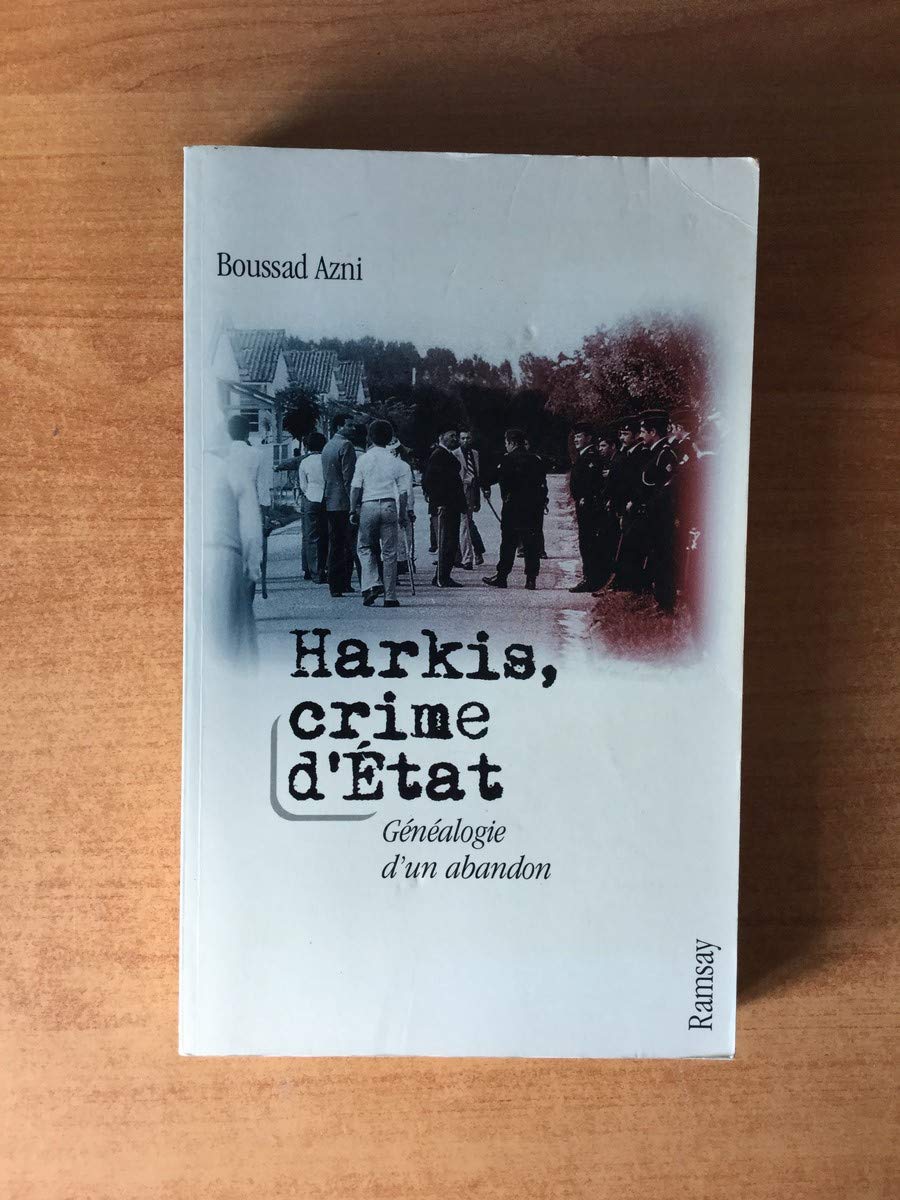 Boussad Azni
Harkis,
crime
d'État
Généalogie
d'un abandon
Ramsay